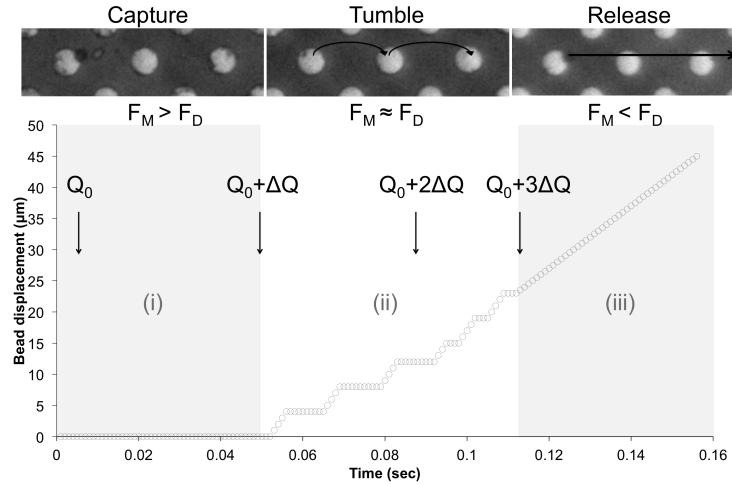 Capture Tumble Release
F_M > F_D F_M ≈ F_D F_M < F_D
50
45
40
35
30
25
20
15
10
5
0
Bead displacement (μm)
Q_0 Q_0+ΔQ Q_0+2ΔQ Q_0+3ΔQ
(i) (ii) (iii)
0 0.02 0.04 0.06 0.08 0.1 0.12 0.14 0.16
Time (sec)